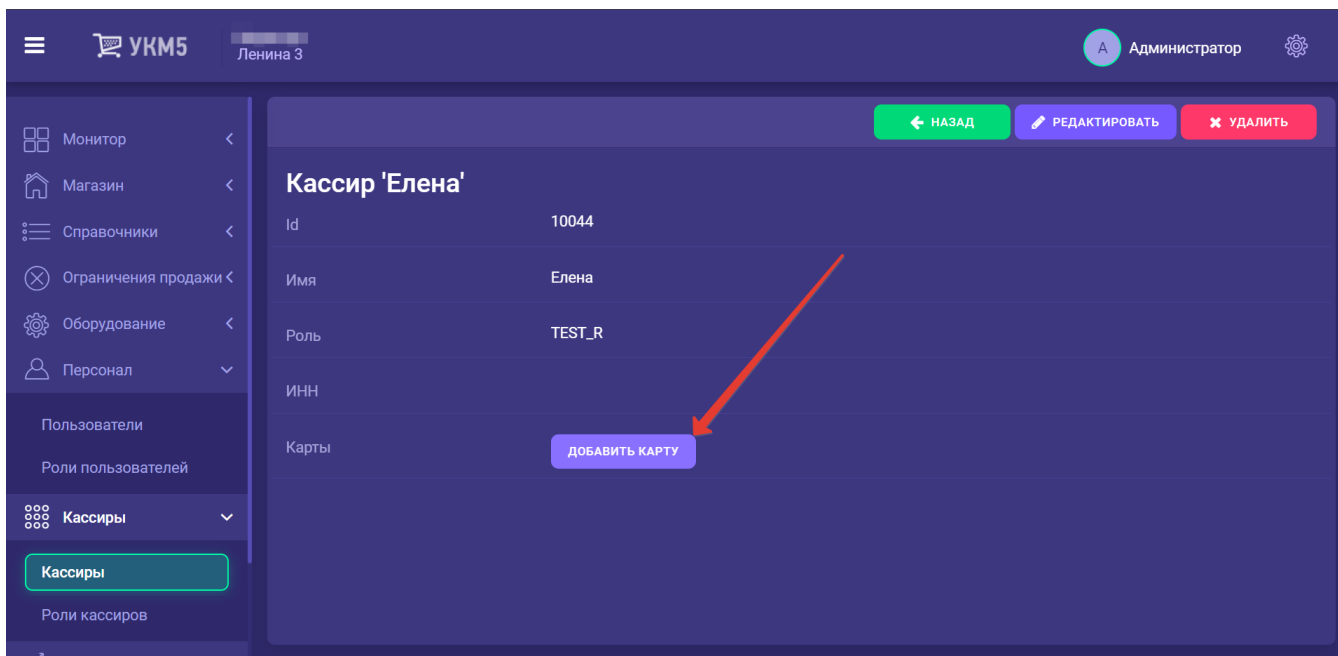 УКМ5
Ленина 3
А Администратор
Монитор
Магазин
Справочники
Ограничения продажи
Оборудование
Персонал
Пользователи
Роли пользователей
Кассиры
Кассиры
Роли кассиров
НАЗАД
РЕДАКТИРОВАТЬ
УДАЛИТЬ
Кассир 'Елена'
Id 10044
Имя Елена
Роль TEST_R
ИНН
Карты ДОБАВИТЬ КАРТУ